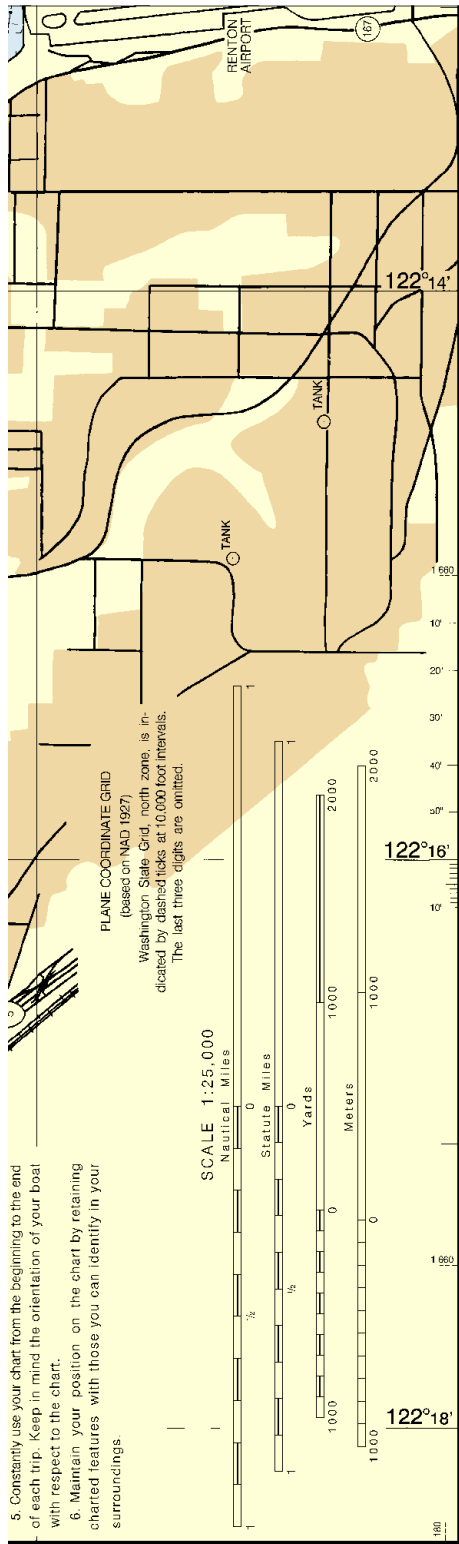 5. Constantly use your chart from the beginning to the end
of each trip. Keep in mind the orientation of your boat
with respect to the chart.
6. Maintain your position on the chart by retaining
charted features with those you can identify in your
surroundings.
PLANE COORDINATE GRID
(based on NAD 1927)
Washington State Grid, north zone, is in-
dicated by dashed ticks at 10,000 foot intervals.
The last three digits are omitted.
SCALE 1:25,000
Nautical Miles
1
1/2
0
1
Statute Miles
1
1/2
0
1
Yards
1000
0
1000
2000
Meters
1000
0
1000
2000
RENTON
AIRPORT
167
TANK
TANK
180
122°18'
1 660
10'
122°16'
50"
40'
30'
20'
10'
1 660
122°14'